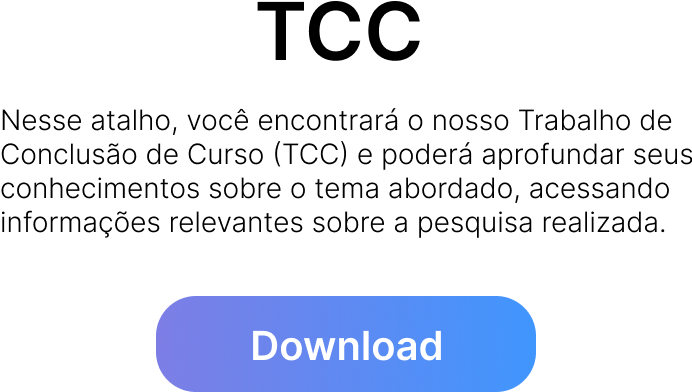 TCC
Nesse atalho, você encontrará o nosso Trabalho de
Conclusão de Curso (TCC) e poderá aprofundar seus
conhecimentos sobre o tema abordado, acessando
informações relevantes sobre a pesquisa realizada.
Download